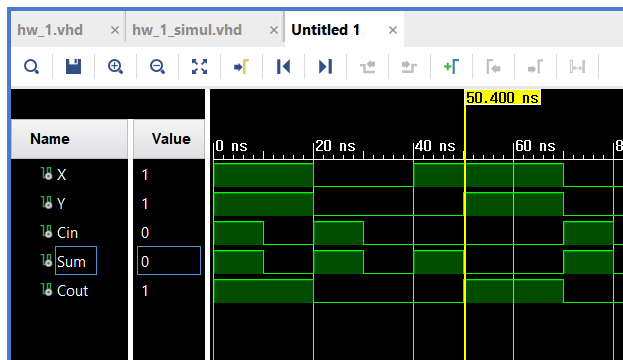 hw_1.vhd × hw_1_simul.vhd × Untitled 1 ×
50.400 ns
Name Value
0 ns 20 ns 40 ns 60 ns 8
X 1
Y 1
Cin 0
Sum 0
Cout 1